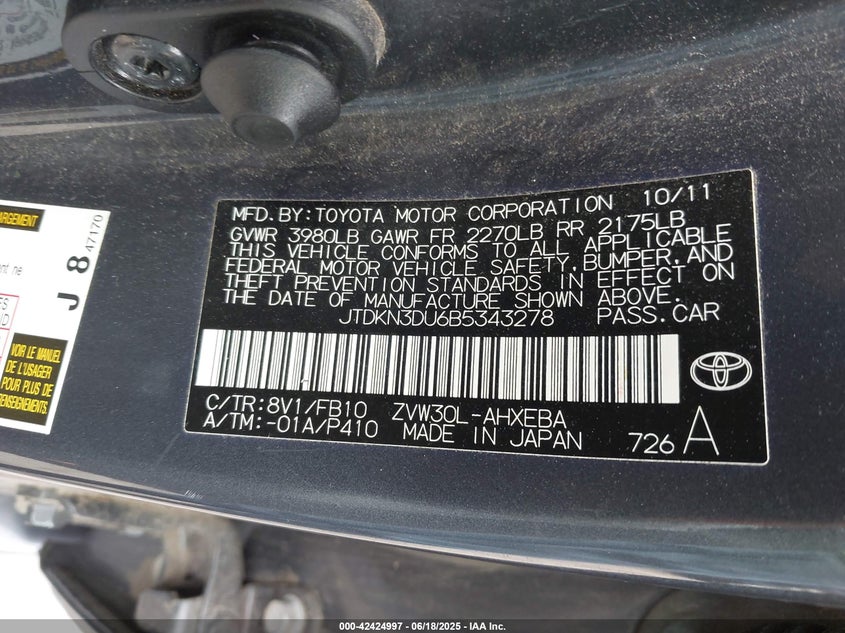 MFD. BY: TOYOTA MOTOR CORPORATION 10/11
GVWR 3980LB GAWR FR 2270LB RR 2175LB
THIS VEHICLE CONFORMS TO ALL APPLICABLE
FEDERAL MOTOR VEHICLE SAFETY, BUMPER, AND
THEFT PREVENTION STANDARDS IN EFFECT ON
THE DATE OF MANUFACTURE SHOWN ABOVE.
JTDKN3DU6B5343278 PASS.CAR
C/TR:8V1/FB10 ZVW30L-AHXEBA
A/TM:-01A/P410 MADE IN JAPAN 726 A
J8 47170
VOIR LE MANUEL
DE L'USAGER
POUR PLUS DE
RENSEIGNEMENTS
000-42424997 06/18/2025 - IAA Inc.